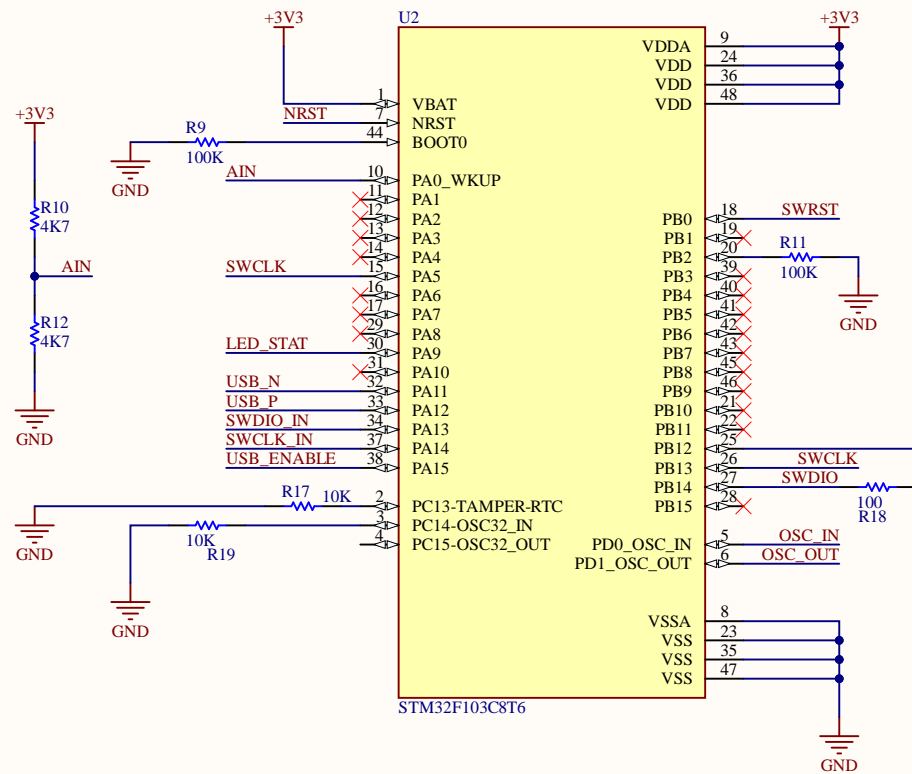 U2
+3V3
+3V3
1 VBAT
NRST 7 NRST
R9 100K
44 BOOT0
GND
AIN 10 PA0_WKUP
11 PA1
12 PA2
13 PA3
14 PA4
SWCLK 15 PA5
16 PA6
17 PA7
29 PA8
LED_STAT 30 PA9
31 PA10
USB_N 32 PA11
USB_P 33 PA12
SWDIO_IN 34 PA13
SWCLK_IN 37 PA14
USB_ENABLE 38 PA15
R17 10K 2 PC13-TAMPER-RTC
GND
10K R19 3 PC14-OSC32_IN
4 PC15-OSC32_OUT
GND
+3V3
R10
4K7
AIN
R12
4K7
GND
VDDA 9
VDD 24
VDD 36
VDD 48
PB0 18 SWRST
PB1 19
PB2 20 R11
100K
GND
PB3 39
PB4 40
PB5 41
PB6 42
PB7 43
PB8 45
PB9 46
PB10 21
PB11 22
PB12 25
PB13 26 SWCLK
PB14 27 SWDIO 100
R18
PB15 28
PD0_OSC_IN 5 OSC_IN
PD1_OSC_OUT 6 OSC_OUT
VSSA 8
VSS 23
VSS 35
VSS 47
GND
STM32F103C8T6